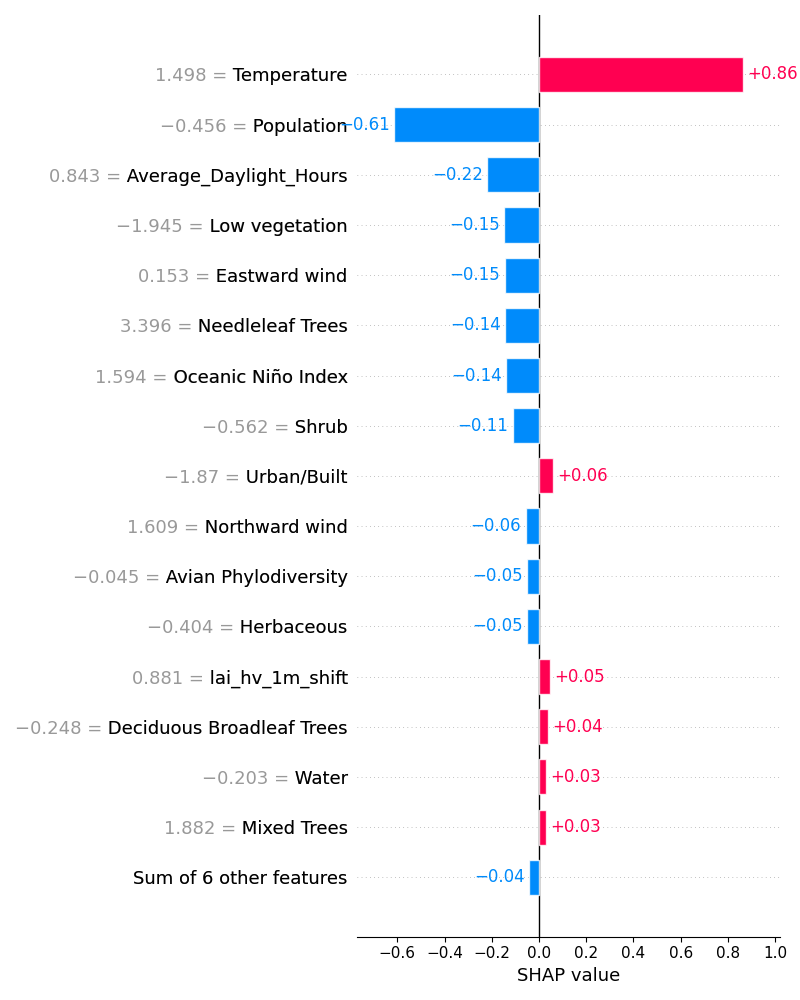 1.498 = Temperature +0.86
−0.456 = Population −0.61
0.843 = Average_Daylight_Hours −0.22
−1.945 = Low vegetation −0.15
0.153 = Eastward wind −0.15
3.396 = Needleleaf Trees −0.14
1.594 = Oceanic Niño Index −0.14
−0.562 = Shrub −0.11
−1.87 = Urban/Built +0.06
1.609 = Northward wind −0.06
−0.045 = Avian Phylodiversity −0.05
−0.404 = Herbaceous −0.05
0.881 = lai_hv_1m_shift +0.05
−0.248 = Deciduous Broadleaf Trees +0.04
−0.203 = Water +0.03
1.882 = Mixed Trees +0.03
Sum of 6 other features −0.04
−0.6 −0.4 −0.2 0.0 0.2 0.4 0.6 0.8 1.0
SHAP value